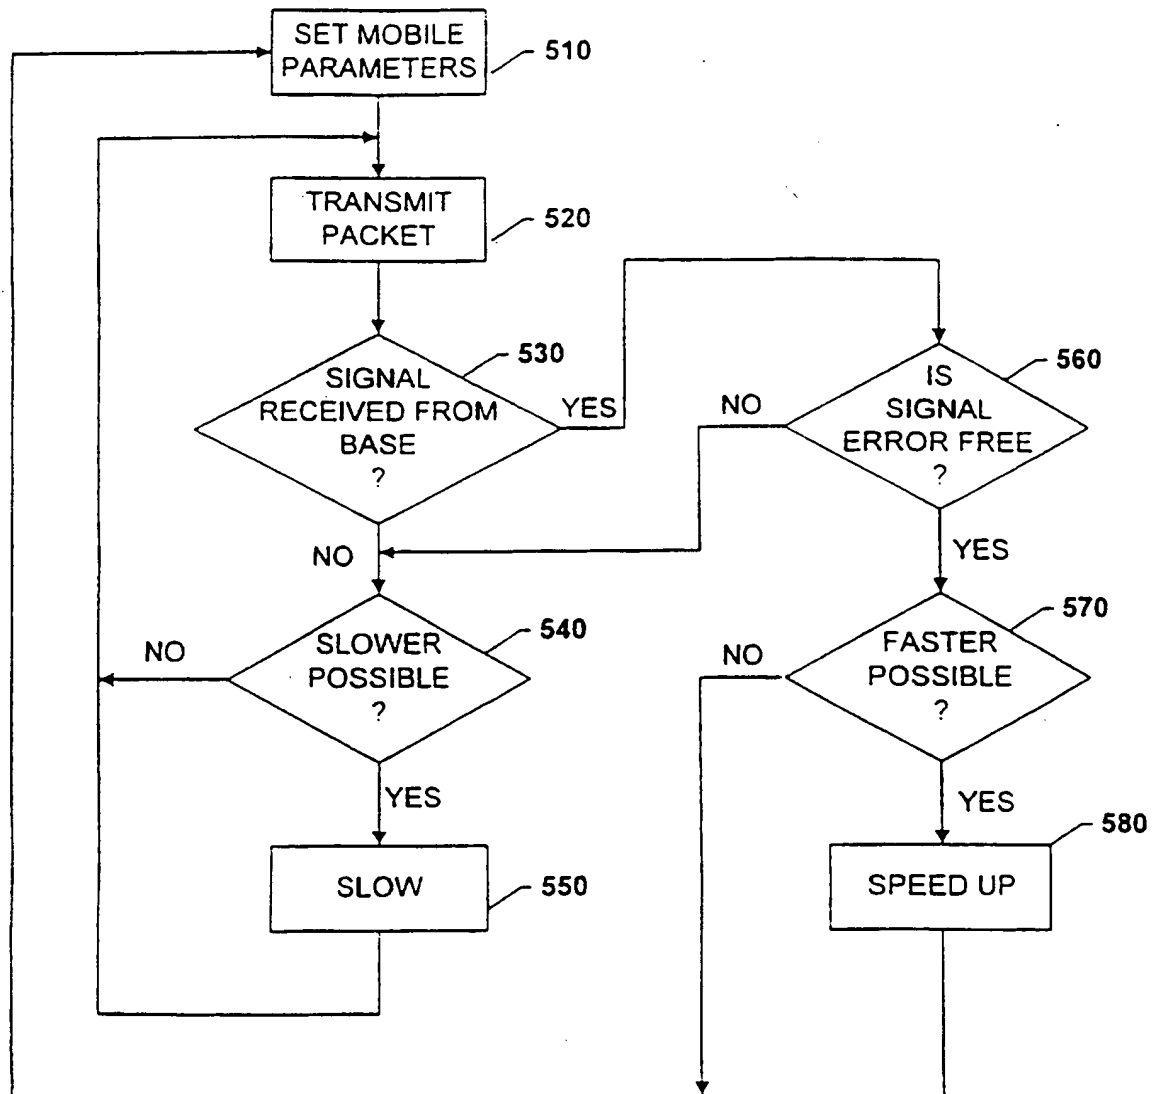 SET MOBILE
PARAMETERS
510
TRANSMIT
PACKET
520
SIGNAL
RECEIVED FROM
BASE
?
530
YES
NO
IS
SIGNAL
ERROR FREE
?
560
NO
YES
SLOWER
POSSIBLE
?
540
NO
YES
FASTER
POSSIBLE
?
570
NO
YES
SLOW
550
SPEED UP
580